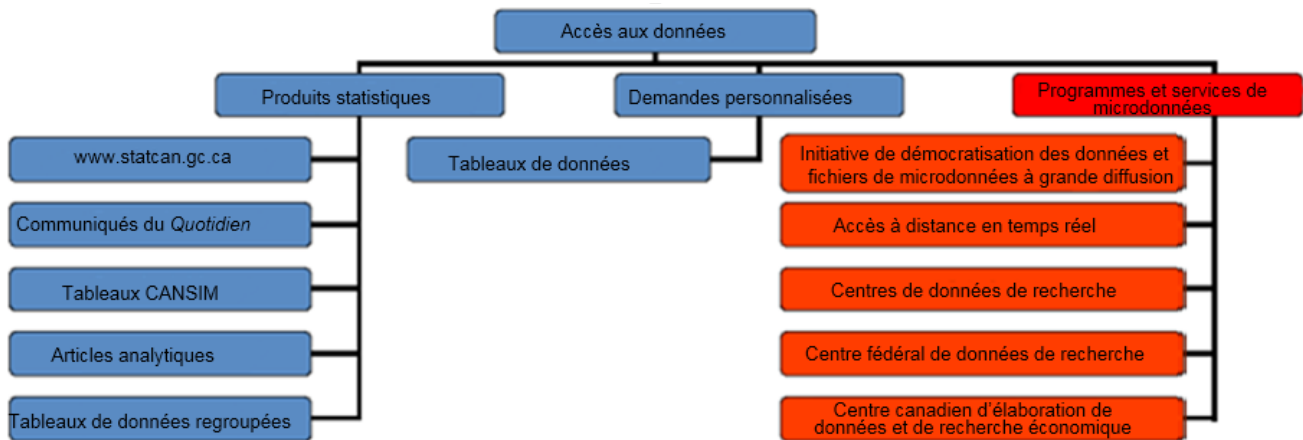 Accès aux données
Produits statistiques
Demandes personnalisées
Programmes et services de
microdonnées
www.statcan.gc.ca
Communiqués du Quotidien
Tableaux CANSIM
Articles analytiques
Tableaux de données regroupées
Tableaux de données
Initiative de démocratisation des données et
fichiers de microdonnées à grande diffusion
Accès à distance en temps réel
Centres de données de recherche
Centre fédéral de données de recherche
Centre canadien d'élaboration de
données et de recherche économique